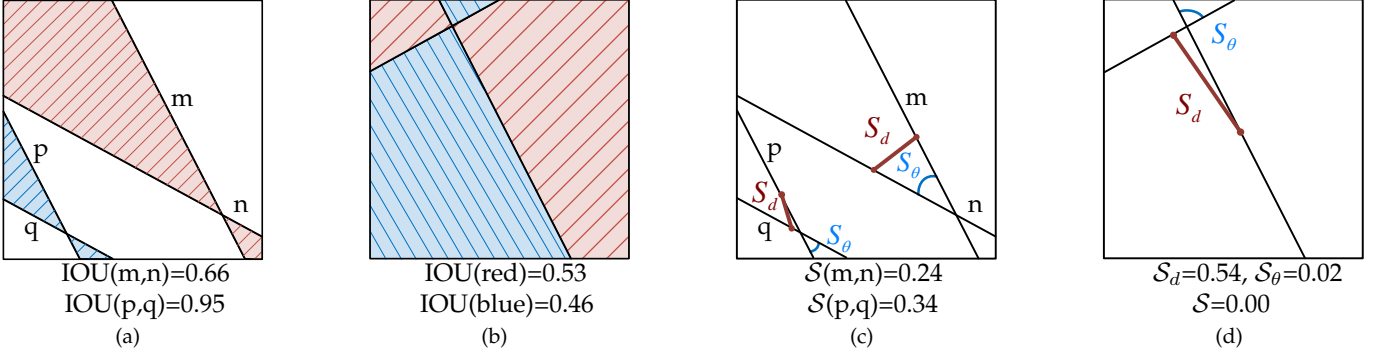 m
p
n
q
IOU(m,n)=0.66
IOU(p,q)=0.95
(a)
IOU(red)=0.53
IOU(blue)=0.46
(b)
m
S_d
p
S_θ
S_d
n
q
S_θ
S(m,n)=0.24
S(p,q)=0.34
(c)
S_θ
S_d
S_d=0.54, S_θ=0.02
S=0.00
(d)